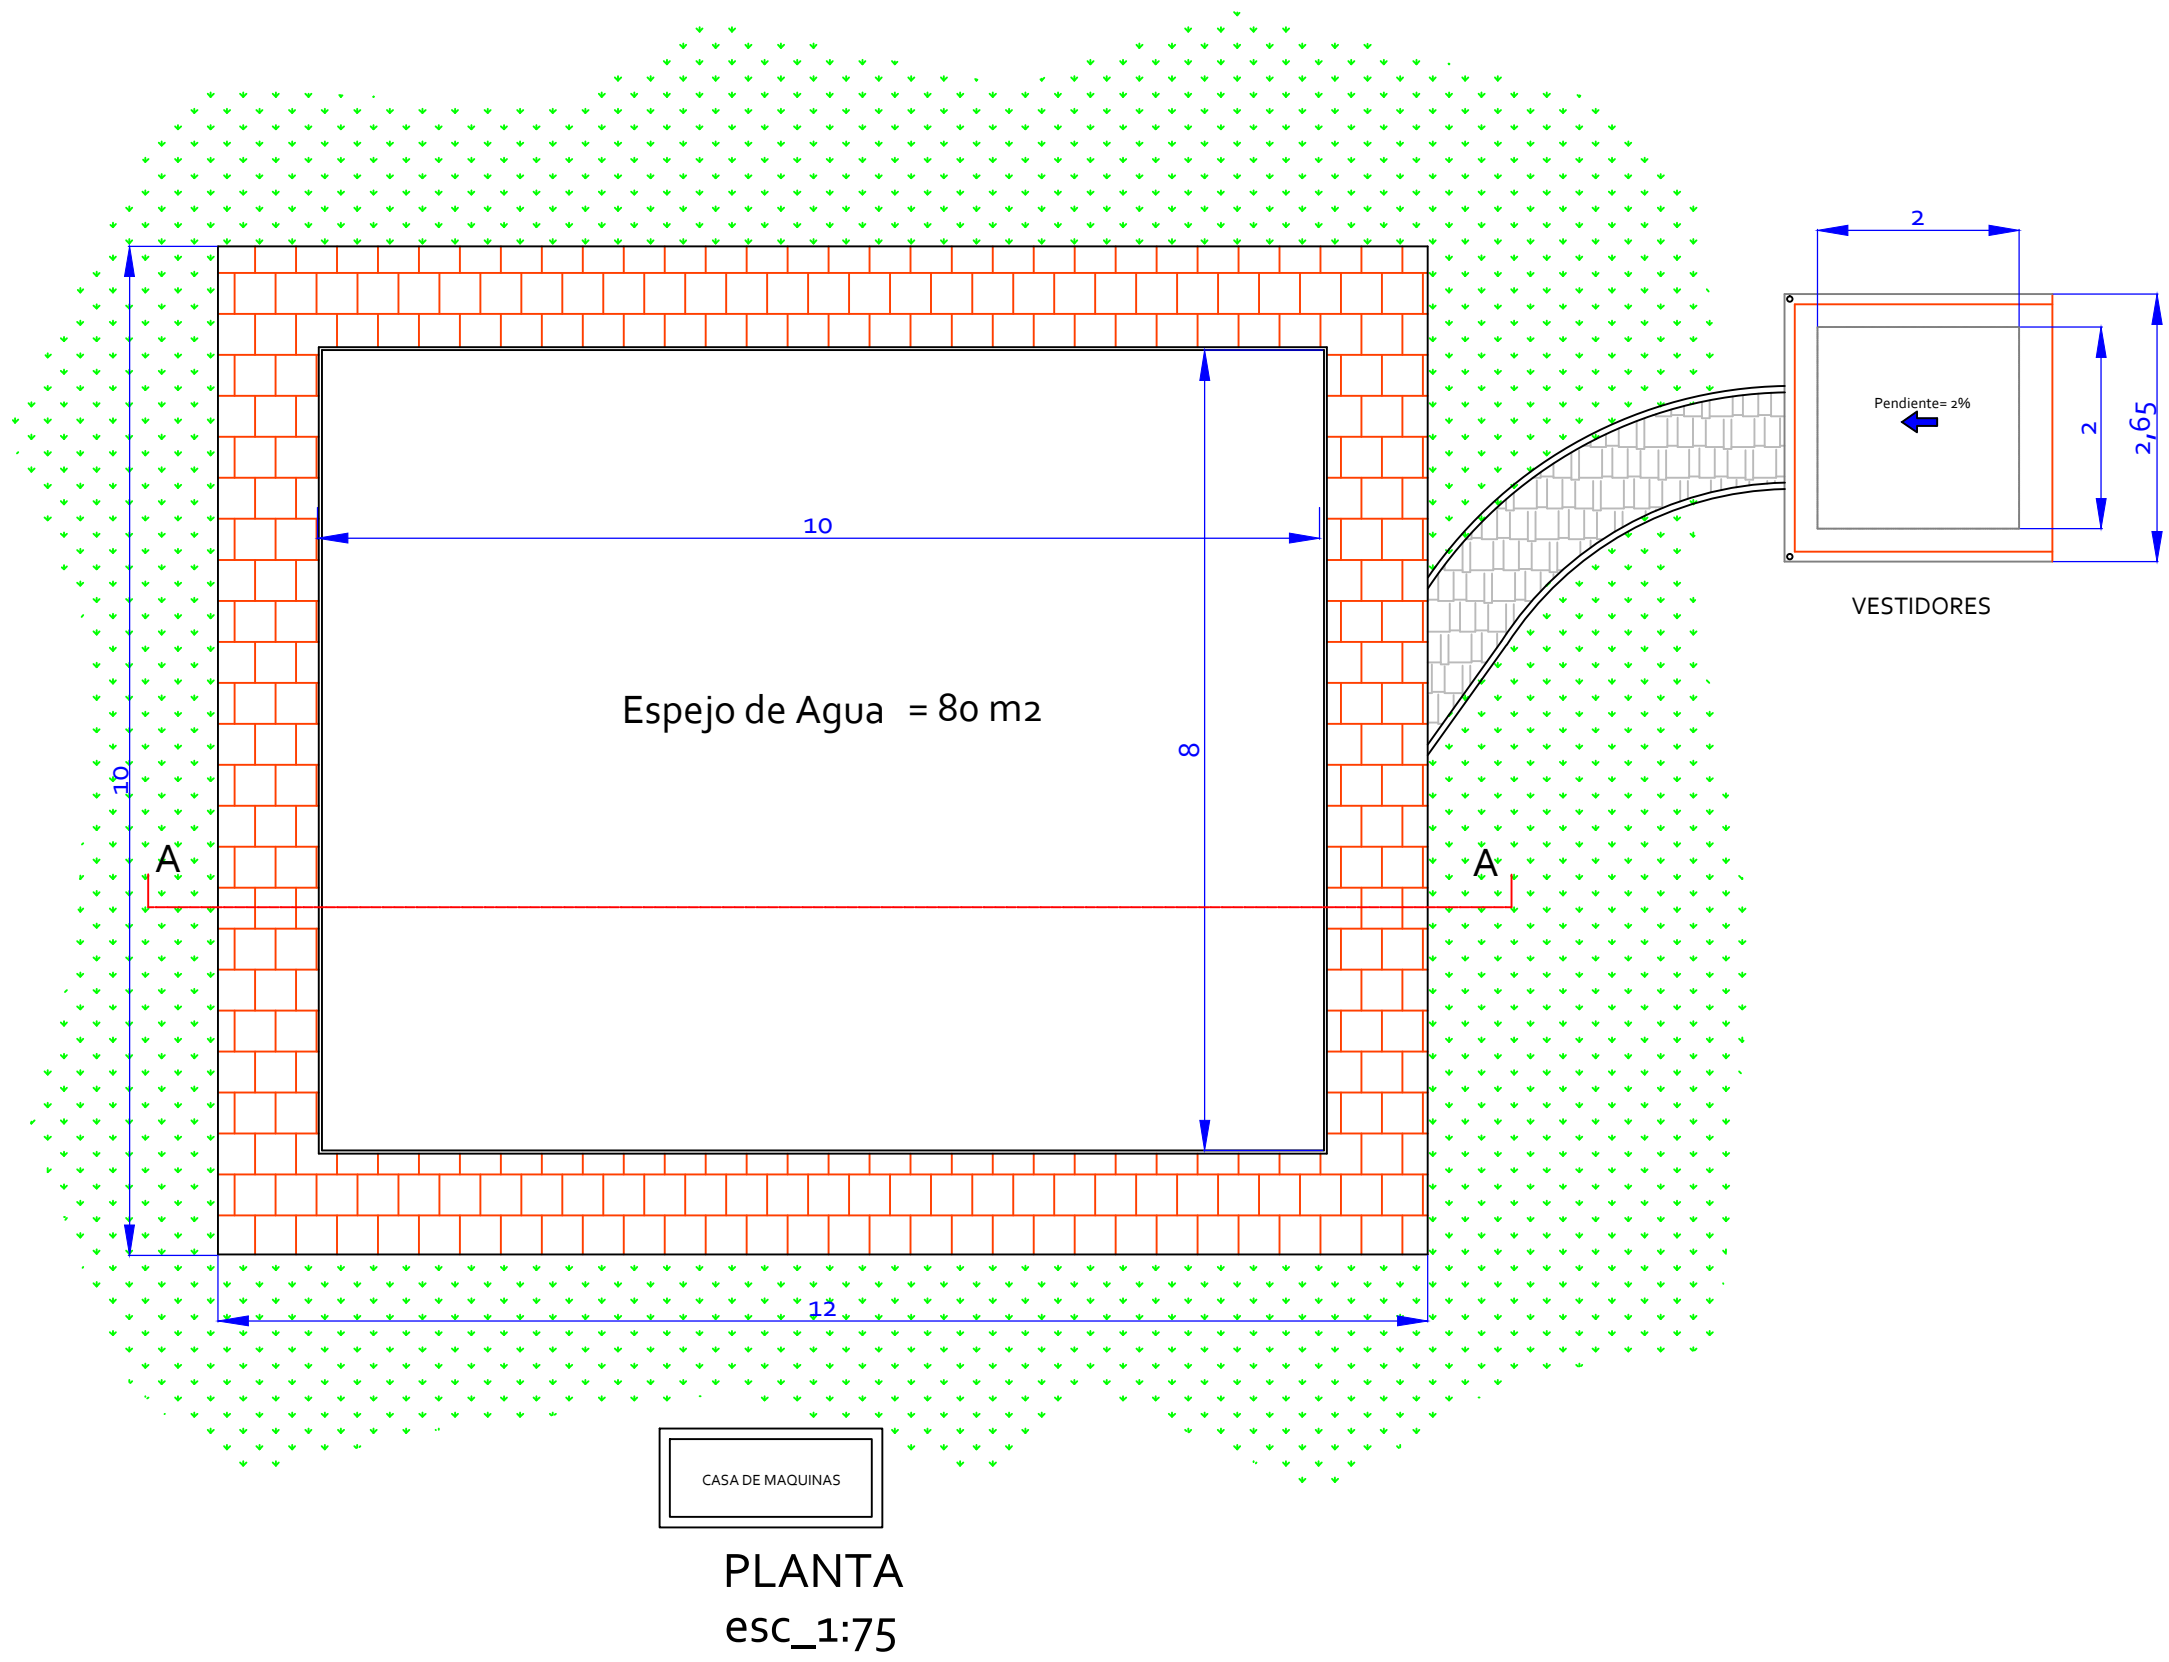 2
Pendiente= 2%
2
2,65
10
VESTIDORES
Espejo de Agua = 80 m2
8
10
A
A
12
CASA DE MAQUINAS
PLANTA
esc_1:75